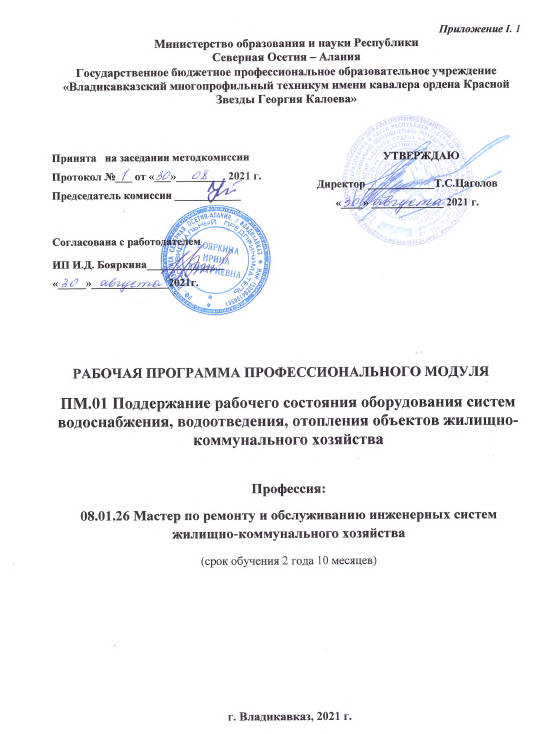 Приложение I. 1
Министерство образования и науки Республики
Северная Осетия – Алания
Государственное бюджетное профессиональное образовательное учреждение
«Владикавказский многопрофильный техникум имени кавалера ордена Красной
Звезды Георгия Калоева»
Принята на заседании методкомиссии
Протокол № 1 от «30» 08 2021 г.
Председатель комиссии
УТВЕРЖДАЮ
Директор Т.С.Цаголов
«30» августа 2021 г.
Согласована с работодателем
ИП И.Д. Бояркина
«30» августа 2021г.
БОЯРКИНА
ИРИНА
РАБОЧАЯ ПРОГРАММА ПРОФЕССИОНАЛЬНОГО МОДУЛЯ
ПМ.01 Поддержание рабочего состояния оборудования систем
водоснабжения, водоотведения, отопления объектов жилищно-
коммунального хозяйства
Профессия:
08.01.26 Мастер по ремонту и обслуживанию инженерных систем
жилищно-коммунального хозяйства
(срок обучения 2 года 10 месяцев)
г. Владикавказ, 2021 г.